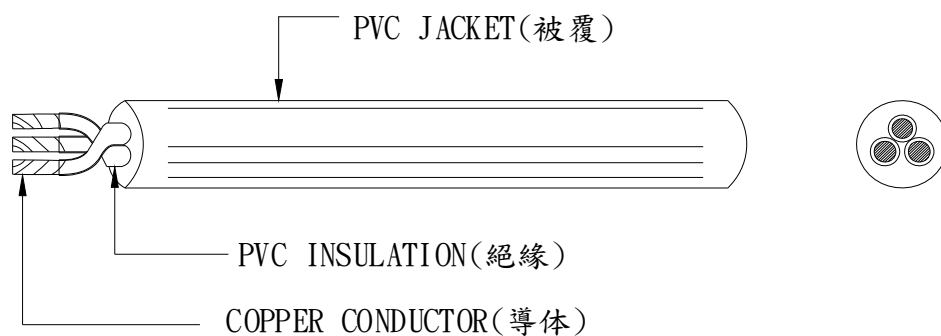 PVC JACKET(被覆)
PVC INSULATION(絕緣)
COPPER CONDUCTOR(導体)